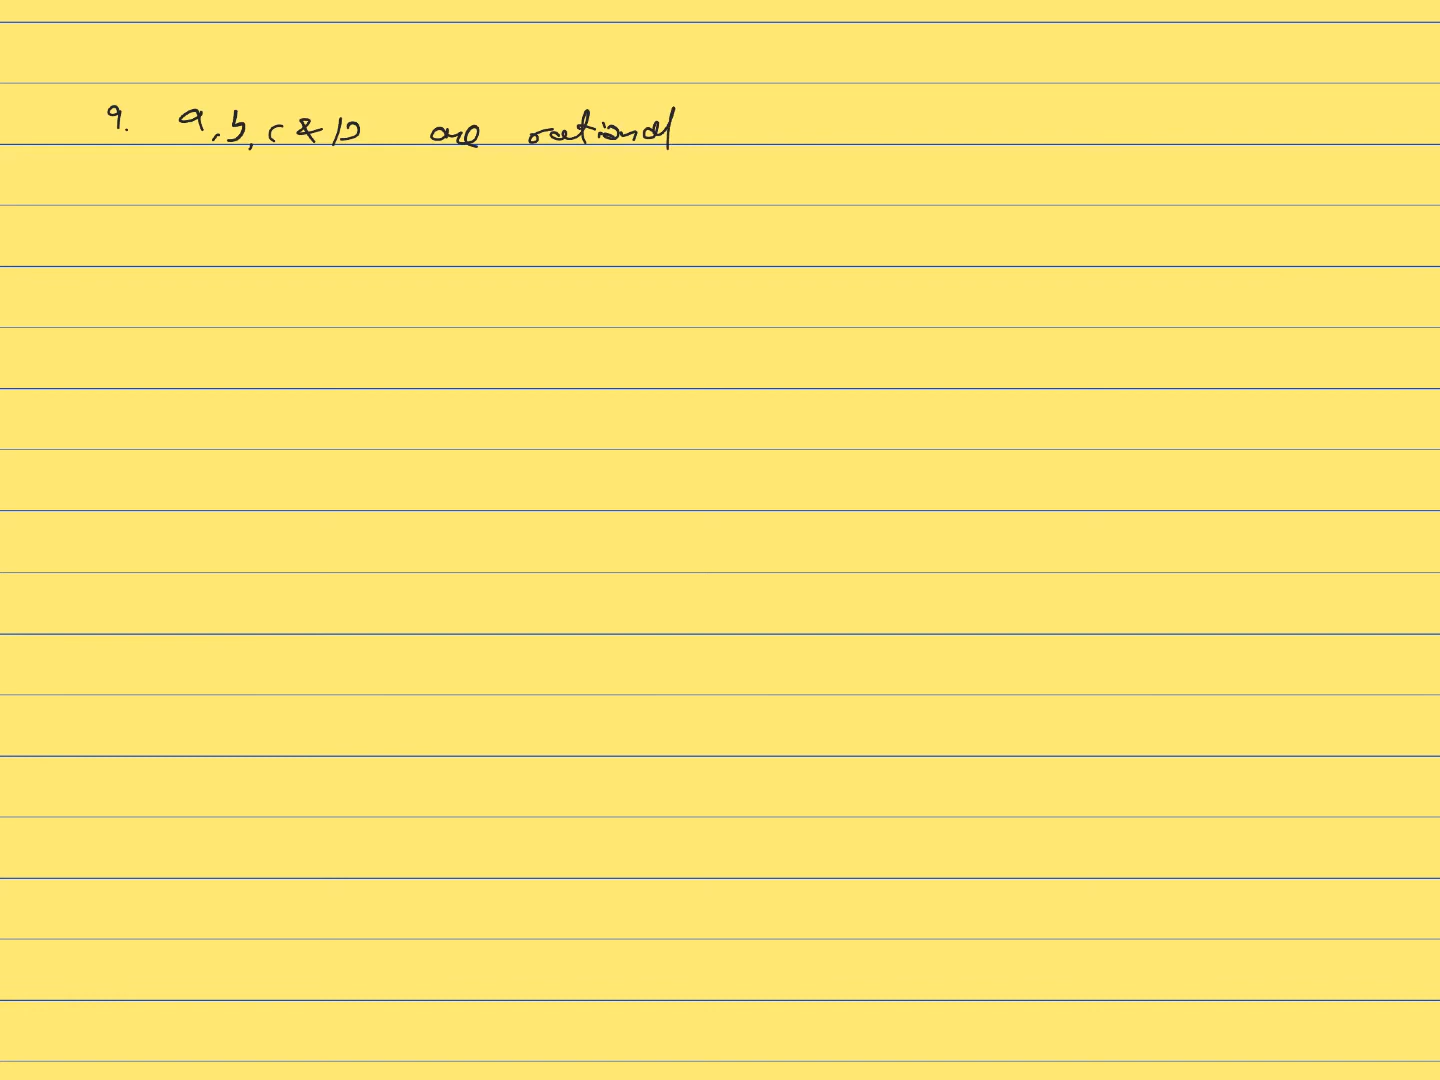 9. a, b, c & D are rational